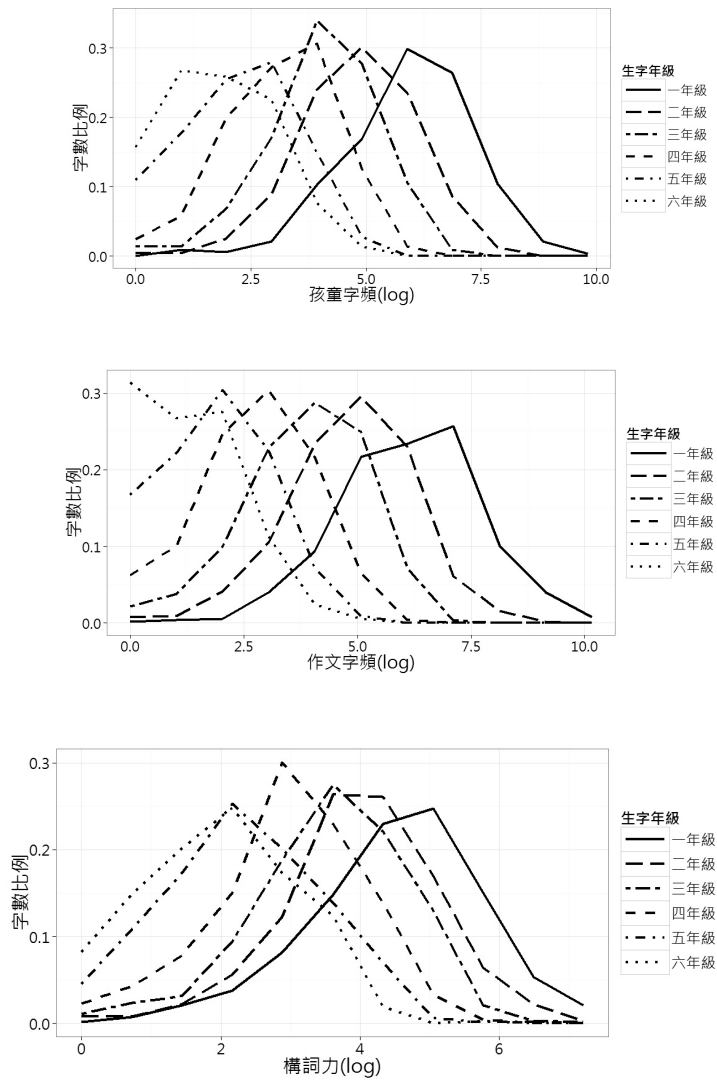 0.3
0.2
0.1
0.0
字數比例
0.0 2.5 5.0 7.5 10.0
孩童字頻(log)
生字年級
一年級
二年級
三年級
四年級
五年級
六年級
0.3
0.2
0.1
0.0
字數比例
0.0 2.5 5.0 7.5 10.0
作文字頻(log)
生字年級
一年級
二年級
三年級
四年級
五年級
六年級
0.3
0.2
0.1
0.0
字數比例
0 2 4 6
構詞力(log)
生字年級
一年級
二年級
三年級
四年級
五年級
六年級